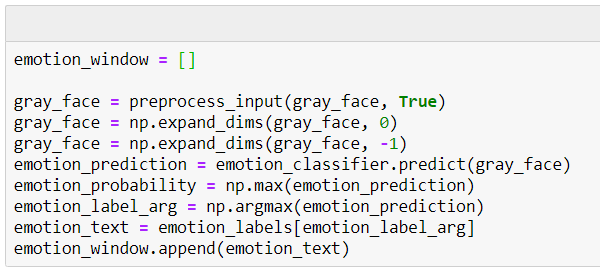 emotion_window = []
gray_face = preprocess_input(gray_face, True)
gray_face = np.expand_dims(gray_face, 0)
gray_face = np.expand_dims(gray_face, -1)
emotion_prediction = emotion_classifier.predict(gray_face)
emotion_probability = np.max(emotion_prediction)
emotion_label_arg = np.argmax(emotion_prediction)
emotion_text = emotion_labels[emotion_label_arg]
emotion_window.append(emotion_text)